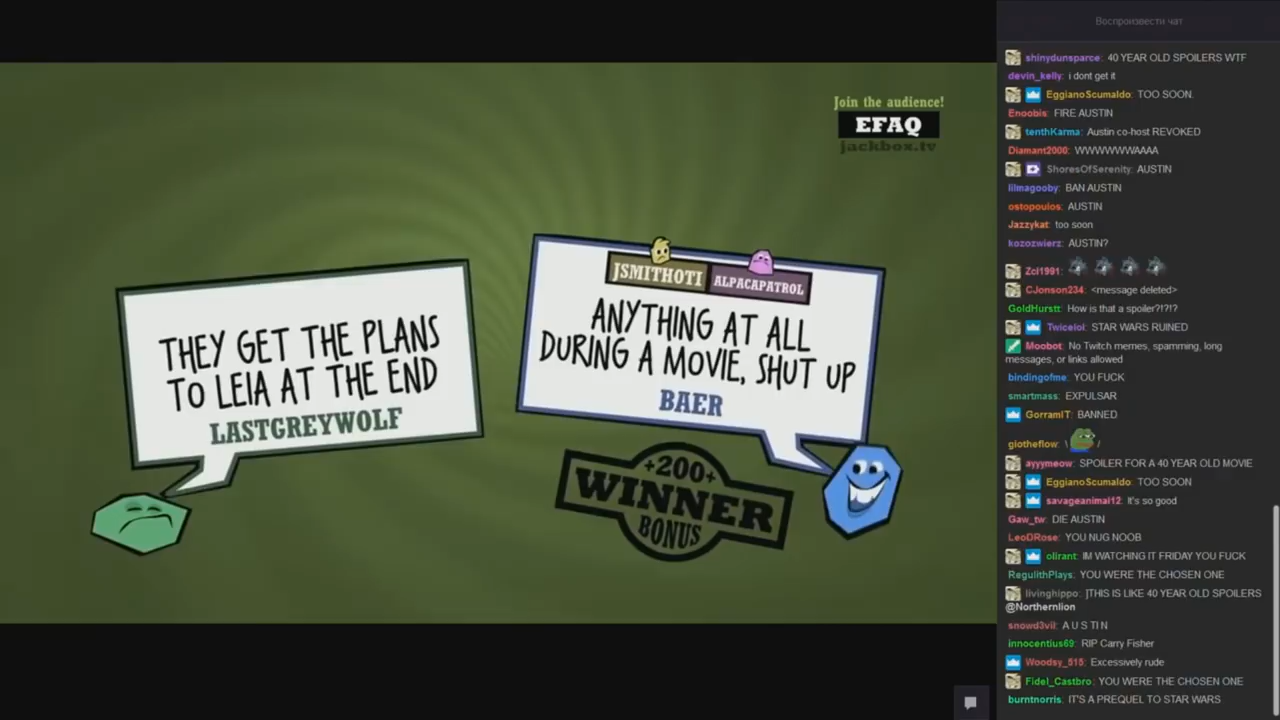 Join the audience!
EFAQ
jackbox.tv
THEY GET THE PLANS
TO LEIA AT THE END
LASTGREYWOLF
JSMITHOTI ALPACAPATROL
ANYTHING AT ALL
DURING A MOVIE, SHUT UP
BAER
+200+
WINNER
BONUS
Воспроизвести чат
shinydunsparce: 40 YEAR OLD SPOILERS WTF
devin_kelly: i dont get it
EggianoScumaldo: TOO SOON.
Enoobis: FIRE AUSTIN
tenthKarma: Austin co-host REVOKED
Diamant2000: WWWWWWAAAA
ShoresOfSerenity: AUSTIN
lilmagooby: BAN AUSTIN
ostopoulos: AUSTIN
Jazzykat: too soon
kozozwierz: AUSTIN?
Zol1991:
CJonson234: <message deleted>
GoldHurstt: How is that a spoiler?!?!?
Twicelol: STAR WARS RUINED
Moobot: No Twitch memes, spamming, long
messages, or links allowed
bindingofme: YOU FUCK
smartmass: EXPULSAR
GorramIT: BANNED
giotheflow: \ /
ayyymeow: SPOILER FOR A 40 YEAR OLD MOVIE
EggianoScumaldo: TOO SOON
savageanimal12: It's so good
Gaw_tw: DIE AUSTIN
LeoDRose: YOU NUG NOOB
olirant: IM WATCHING IT FRIDAY YOU FUCK
RegulithPlays: YOU WERE THE CHOSEN ONE
livinghippo: ]THIS IS LIKE 40 YEAR OLD SPOILERS
@Northernlion
snowd3vil: A U S TI N
innocentius69: RIP Carry Fisher
Woodsy_515: Excessively rude
Fidel_Castbro: YOU WERE THE CHOSEN ONE
burntnorris: IT'S A PREQUEL TO STAR WARS